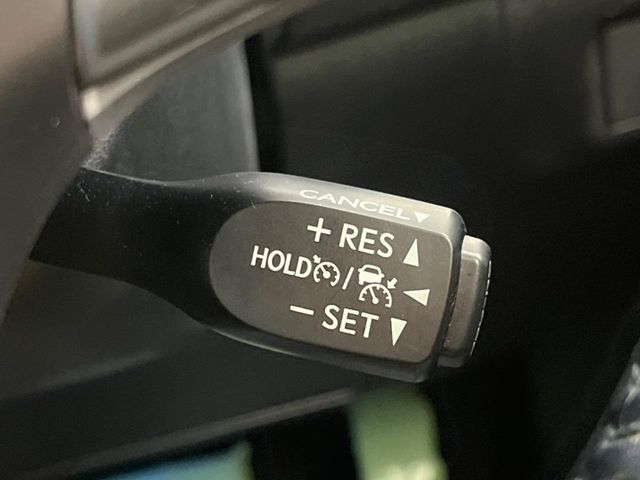 CANCEL▼
+ RES ▲
HOLD / ◀
− SET ▼